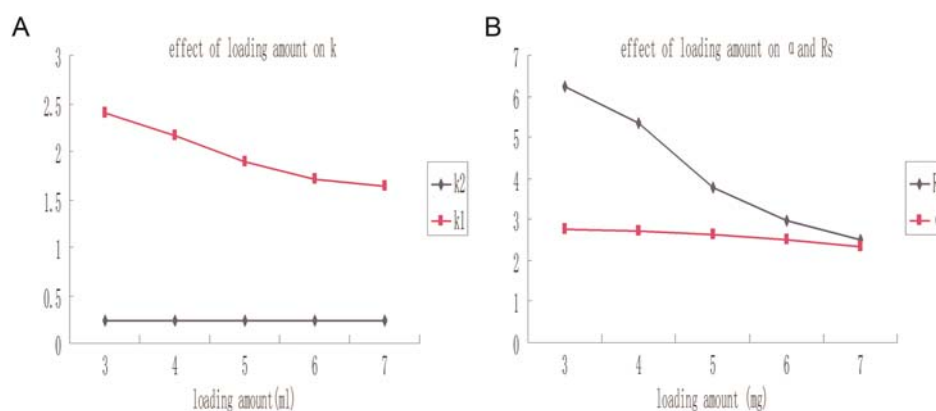 A
effect of loading amount on k
3
2.5
2
1.5
1
0.5
0
3 4 5 6 7
loading amount(ml)
k2
k1
B
effect of loading amount on α and Rs
7
6
5
4
3
2
1
0
3 4 5 6 7
loading amount (mg)